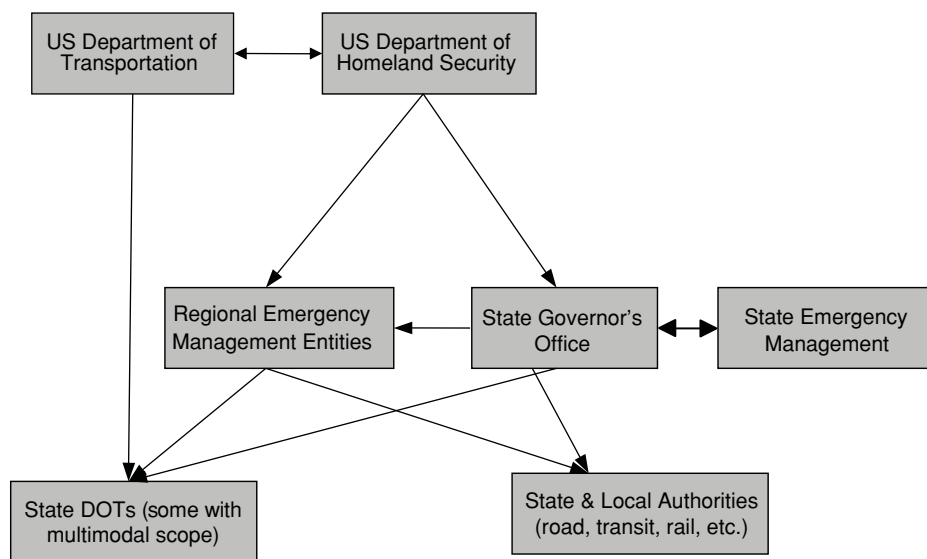 US Department of
Transportation
US Department of
Homeland Security
Regional Emergency
Management Entities
State Governor's
Office
State Emergency
Management
State DOTs (some with
multimodal scope)
State & Local Authorities
(road, transit, rail, etc.)